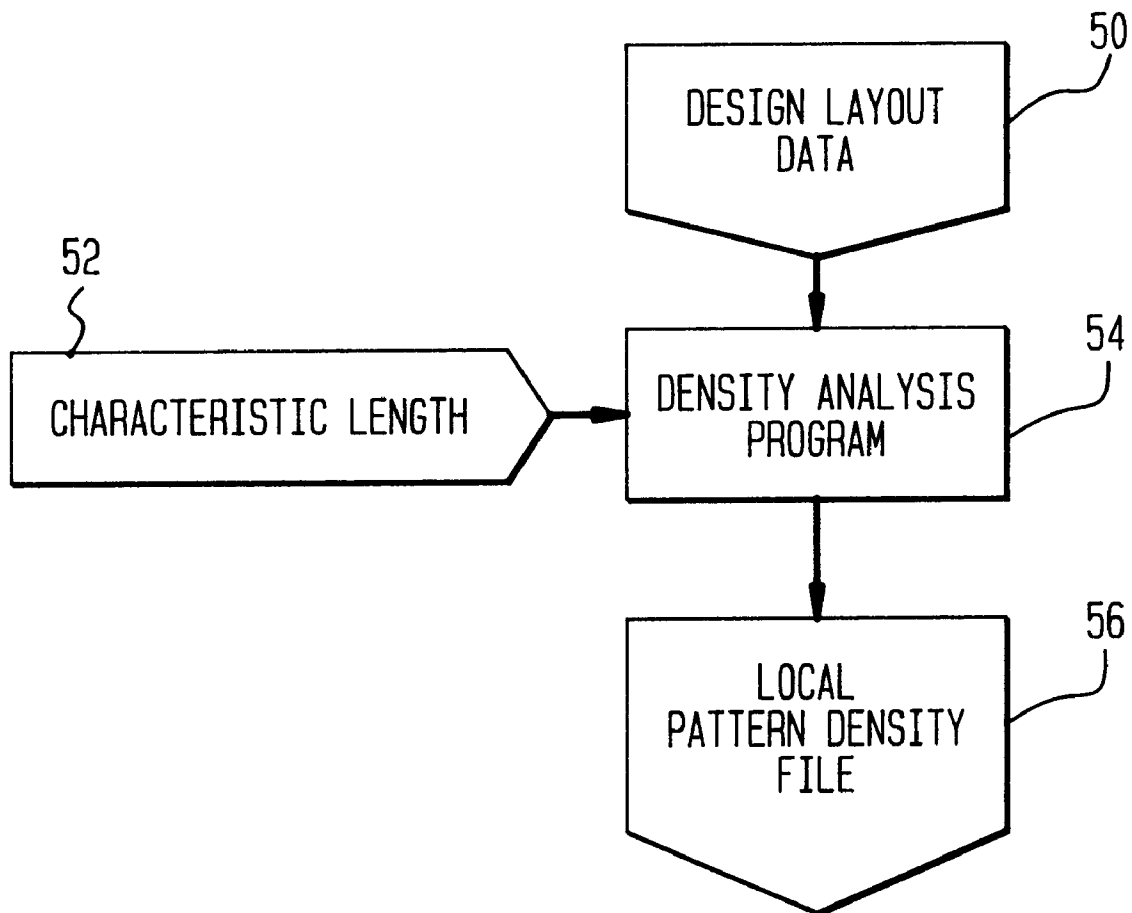 50
DESIGN LAYOUT
DATA
52
CHARACTERISTIC LENGTH
54
DENSITY ANALYSIS
PROGRAM
56
LOCAL
PATTERN DENSITY
FILE